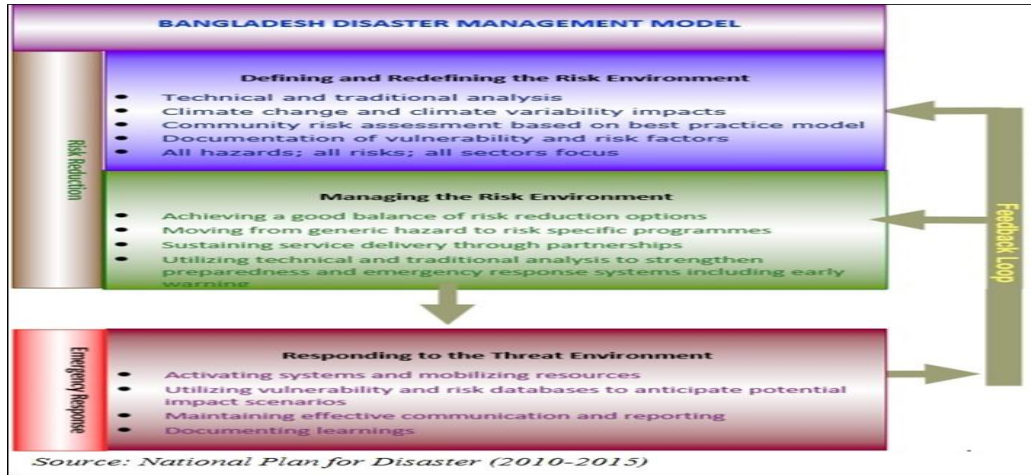 BANGLADESH DISASTER MANAGEMENT MODEL
Risk Reduction
Defining and Redefining the Risk Environment
• Technical and traditional analysis
• Climate change and climate variability impacts
• Community risk assessment based on best practice model
• Documentation of vulnerability and risk factors
• All hazards; all risks; all sectors focus
Managing the Risk Environment
• Achieving a good balance of risk reduction options
• Moving from generic hazard to risk specific programmes
• Sustaining service delivery through partnerships
• Utilizing technical and traditional analysis to strengthen
preparedness and emergency response systems including early
warning
Feedback Loop
Emergency Response
Responding to the Threat Environment
• Activating systems and mobilizing resources
• Utilizing vulnerability and risk databases to anticipate potential
impact scenarios
• Maintaining effective communication and reporting
• Documenting learnings
Source: National Plan for Disaster (2010-2015)